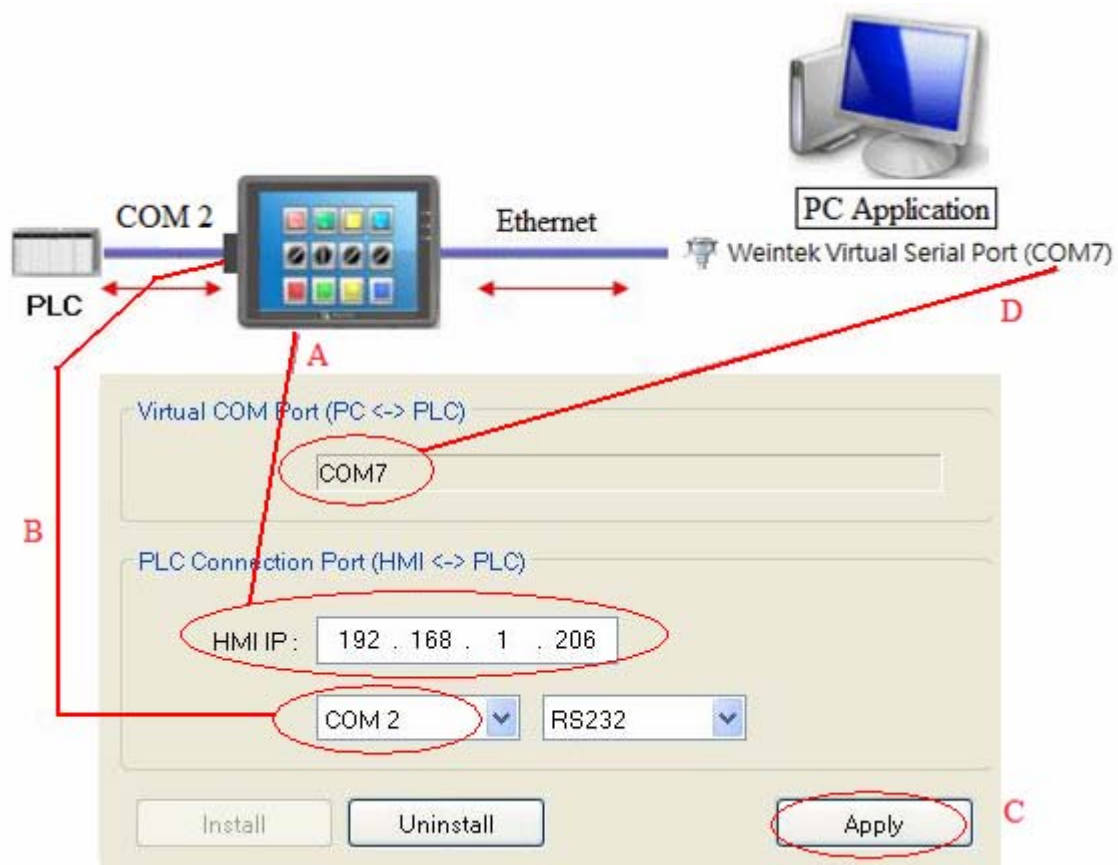 PC Application
COM 2
Ethernet
Weintek Virtual Serial Port (COM7)
PLC
D
A
Virtual COM Port (PC <-> PLC)
COM7
B
PLC Connection Port (HMI <-> PLC)
HMI IP : 192 . 168 . 1 . 206
COM 2 RS232
Install Uninstall Apply C